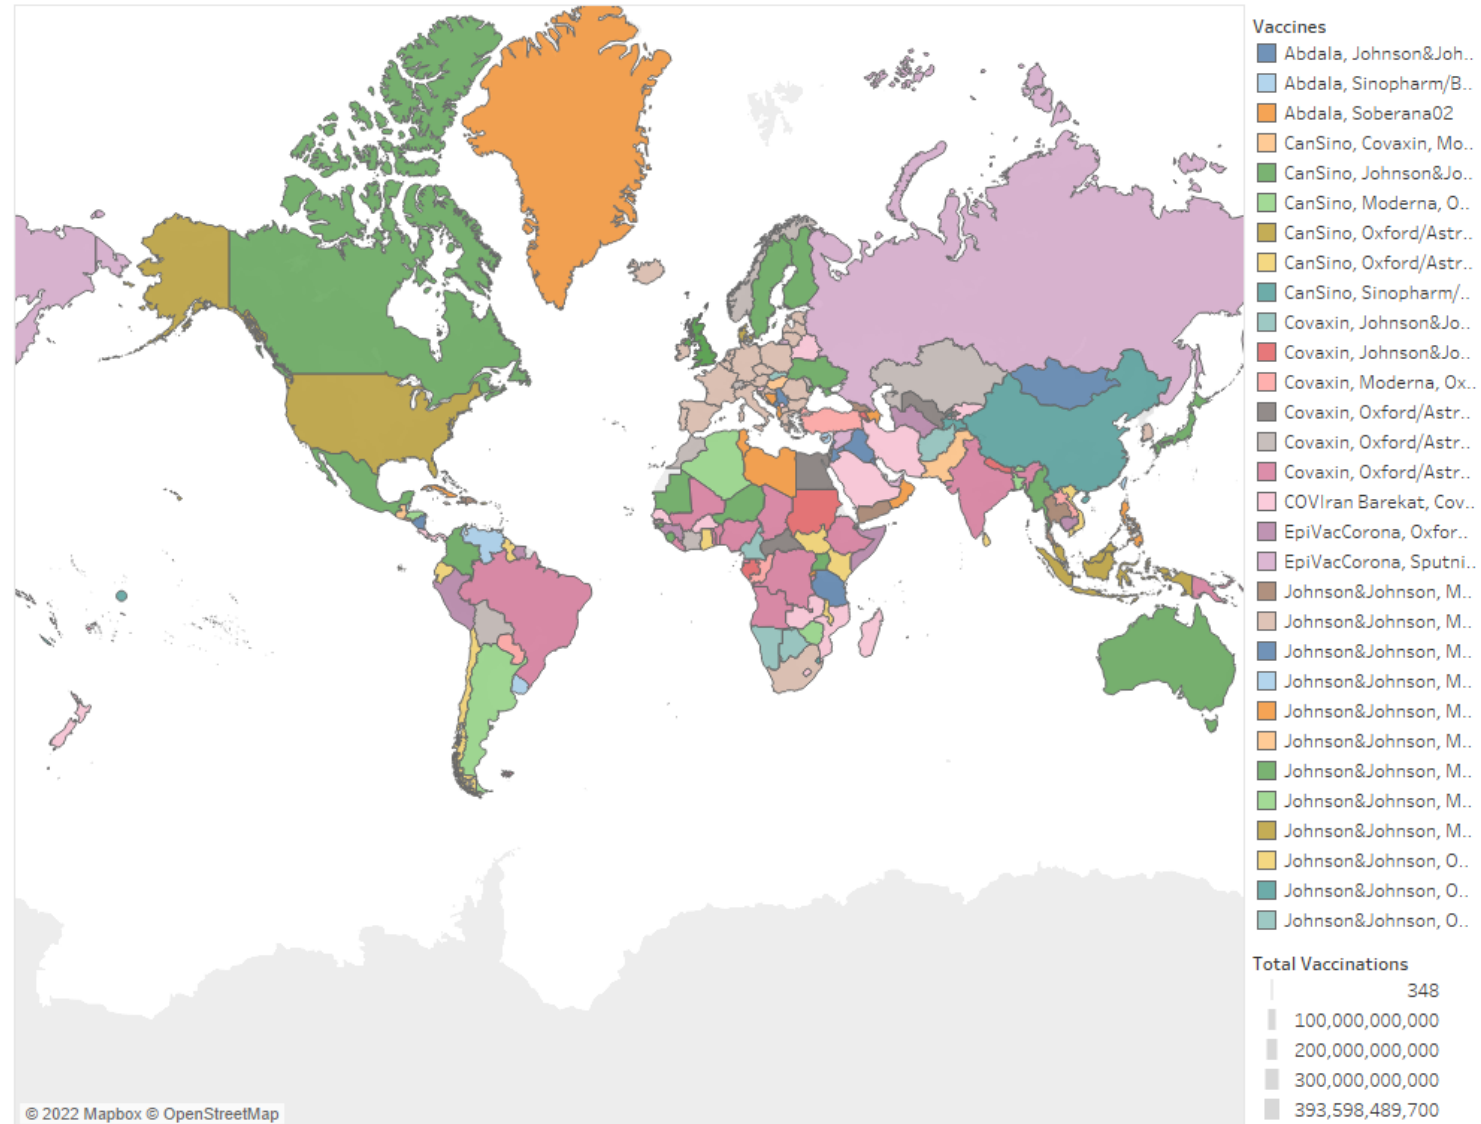 Vaccines
Abdala, Johnson&Joh..
Abdala, Sinopharm/B..
Abdala, Soberana02
CanSino, Covaxin, Mo..
CanSino, Johnson&Jo..
CanSino, Moderna, O..
CanSino, Oxford/Astr..
CanSino, Oxford/Astr..
CanSino, Sinopharm/..
Covaxin, Johnson&Jo..
Covaxin, Johnson&Jo..
Covaxin, Moderna, Ox..
Covaxin, Oxford/Astr..
Covaxin, Oxford/Astr..
Covaxin, Oxford/Astr..
COVIran Barekat, Cov..
EpiVacCorona, Oxfor..
EpiVacCorona, Sputni..
Johnson&Johnson, M..
Johnson&Johnson, M..
Johnson&Johnson, M..
Johnson&Johnson, M..
Johnson&Johnson, M..
Johnson&Johnson, M..
Johnson&Johnson, M..
Johnson&Johnson, M..
Johnson&Johnson, M..
Johnson&Johnson, O..
Johnson&Johnson, O..
Johnson&Johnson, O..
Total Vaccinations
348
100,000,000,000
200,000,000,000
300,000,000,000
393,598,489,700
© 2022 Mapbox © OpenStreetMap